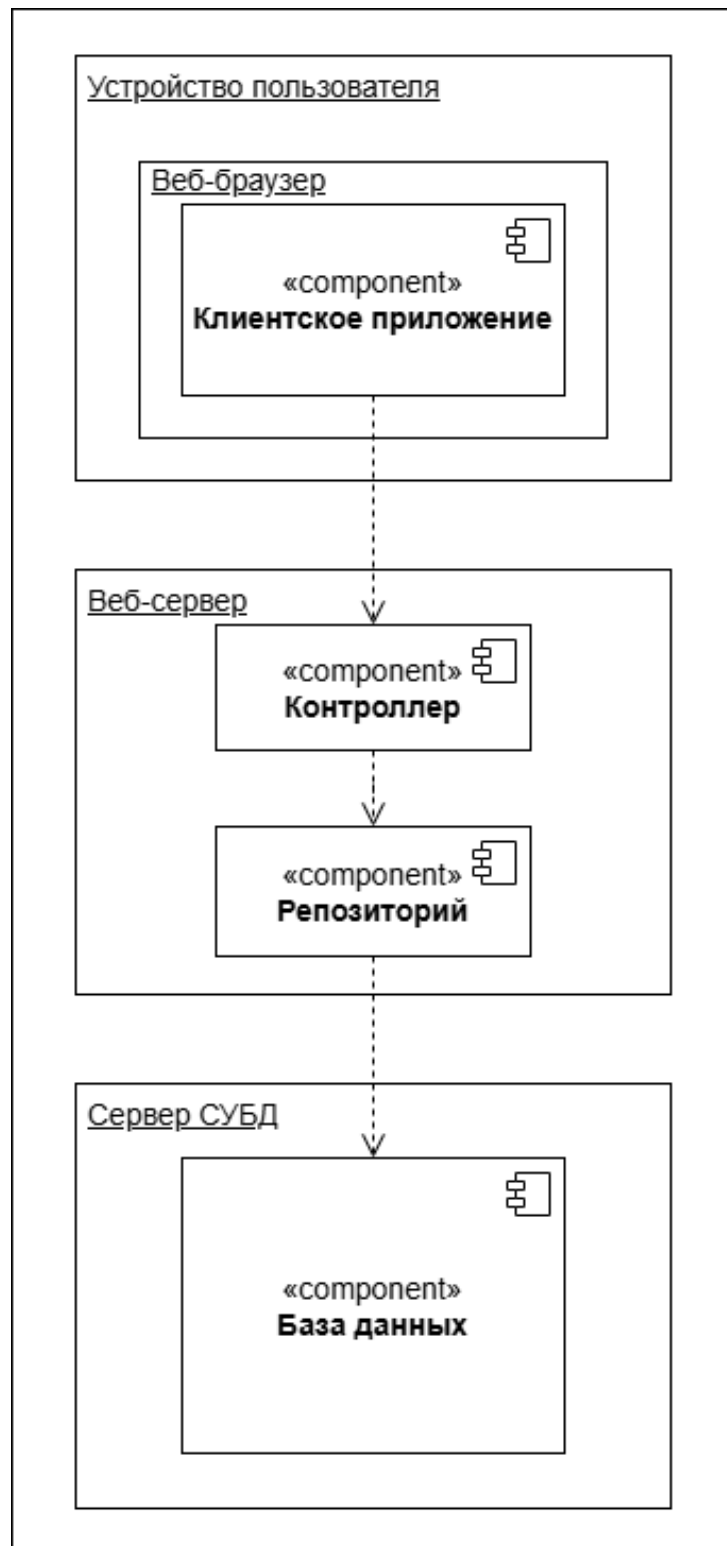 Устройство пользователя
Веб-браузер
«component»
Клиентское приложение
Веб-сервер
«component»
Контроллер
«component»
Репозиторий
Сервер СУБД
«component»
База данных